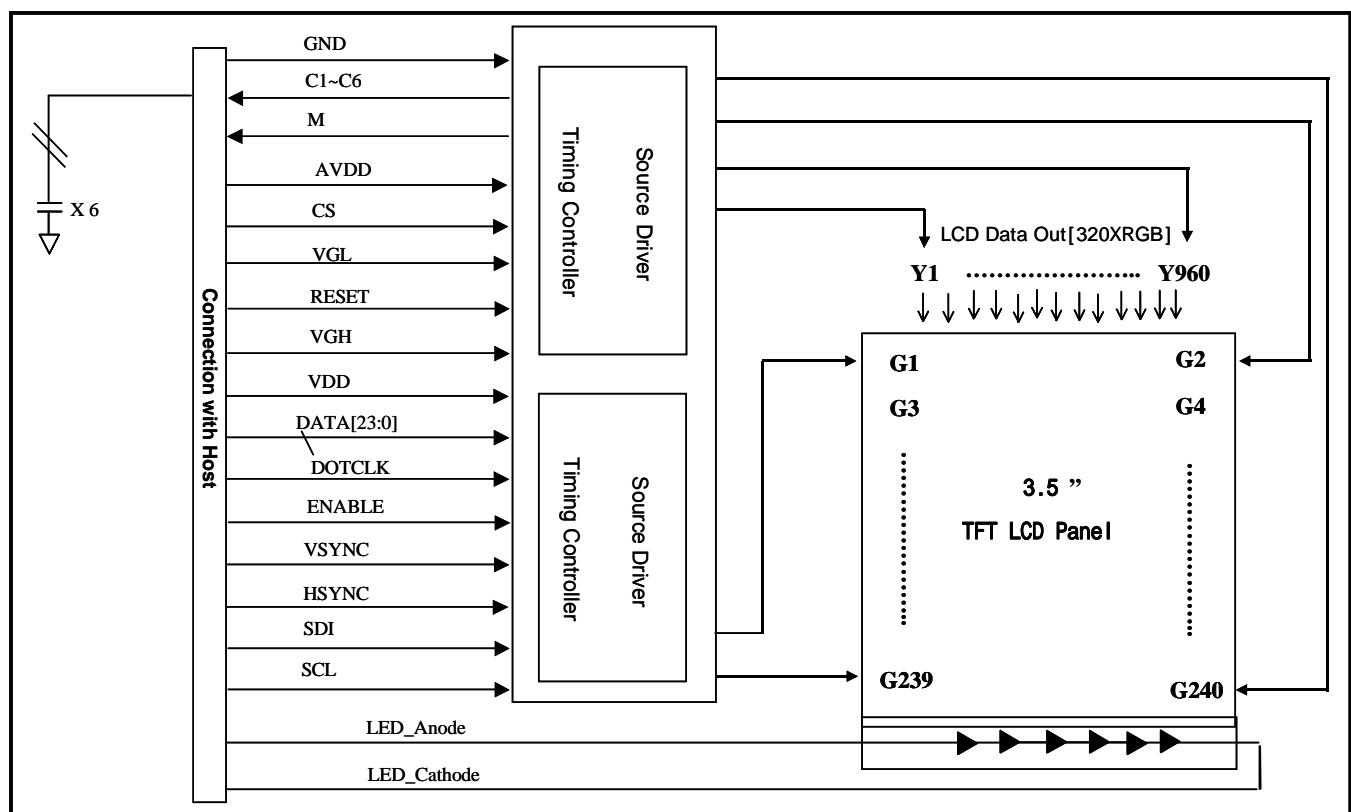 GND
C1~C6
M
AVDD
CS
VGL
RESET
VGH
VDD
DATA[23:0]
DOTCLK
ENABLE
VSYNC
HSYNC
SDI
SCL
LED_Anode
LED_Cathode
X 6
Connection with Host
Source Driver
Timing Controller
Source Driver
Timing Controller
LCD Data Out[320XRGB]
Y1 ........................ Y960
G1 G2
G3 G4
3.5 ”
TFT LCD Panel
G239 G240